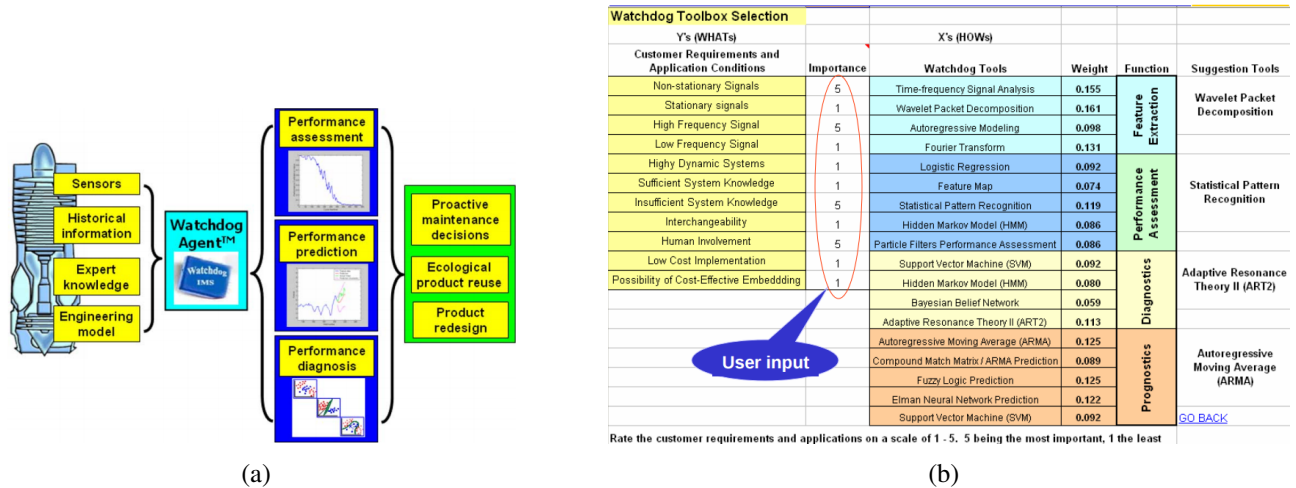 Sensors
Historical
information
Expert
knowledge
Engineering
model
Watchdog
Agent™
Watchdog
IMS
Performance
assessment
Performance
prediction
Performance
diagnosis
Proactive
maintenance
decisions
Ecological
product reuse
Product
redesign
(a)
Watchdog Toolbox Selection
Y's (WHATs) X's (HOWs)
Customer Requirements and
Application Conditions Importance Watchdog Tools Weight Function Suggestion Tools
Non-stationary Signals 5 Time-frequency Signal Analysis 0.155
Stationary signals 1 Wavelet Packet Decomposition 0.161
High Frequency Signal 5 Autoregressive Modeling 0.098
Low Frequency Signal 1 Fourier Transform 0.131
Feature
Extraction
Wavelet Packet
Decomposition
Highy Dynamic Systems 1 Logistic Regression 0.092
Sufficient System Knowledge 1 Feature Map 0.074
Insufficient System Knowledge 5 Statistical Pattern Recognition 0.119
Interchangeability 1 Hidden Markov Model (HMM) 0.086
Human Involvement 5 Particle Filters Performance Assessment 0.086
Performance
Assessment
Statistical Pattern
Recognition
Low Cost Implementation 1 Support Vector Machine (SVM) 0.092
Possibility of Cost-Effective Embeddding 1 Hidden Markov Model (HMM) 0.080
Bayesian Belief Network 0.059
Adaptive Resonance Theory II (ART2) 0.113
Diagnostics
Adaptive Resonance
Theory II (ART2)
Autoregressive Moving Average (ARMA) 0.125
Compound Match Matrix / ARMA Prediction 0.089
Fuzzy Logic Prediction 0.125
Elman Neural Network Prediction 0.122
Support Vector Machine (SVM) 0.092
Prognostics
Autoregressive
Moving Average
(ARMA)
User input
GO BACK
Rate the customer requirements and applications on a scale of 1 - 5. 5 being the most important, 1 the least
(b)